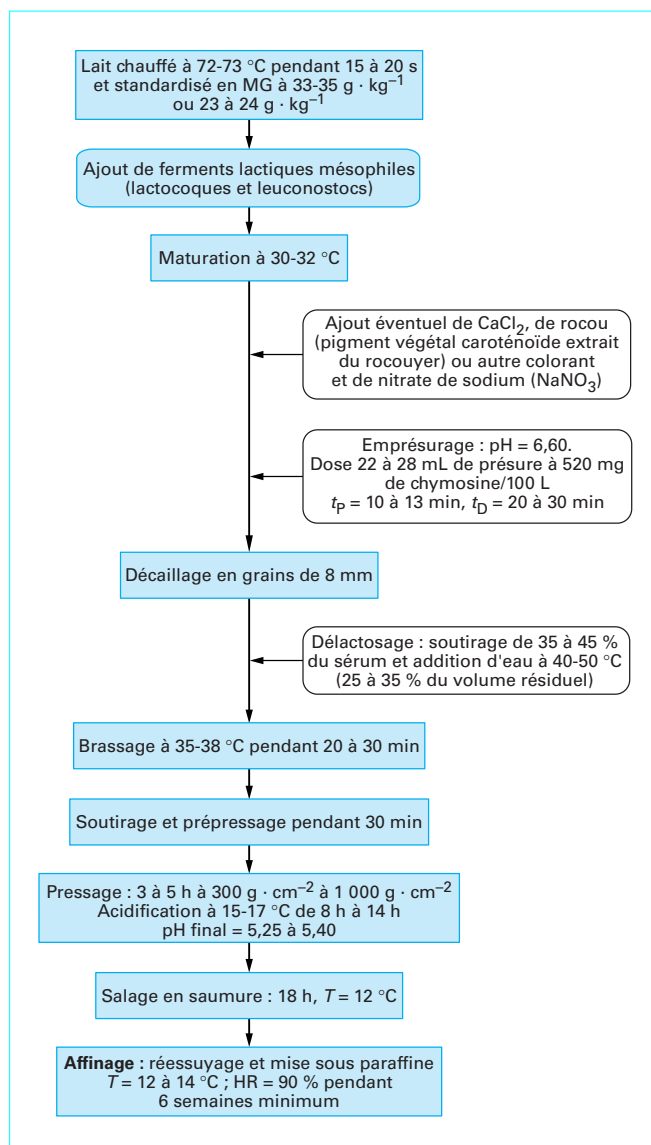 Lait chauffé à 72-73 °C pendant 15 à 20 s
et standardisé en MG à 33-35 g · kg⁻¹
ou 23 à 24 g · kg⁻¹
Ajout de ferments lactiques mésophiles
(lactocoques et leuconostocs)
Maturation à 30-32 °C
Ajout éventuel de CaCl₂, de rocou
(pigment végétal caroténoïde extrait
du rocouyer) ou autre colorant
et de nitrate de sodium (NaNO₃)
Emprésurage : pH = 6,60.
Dose 22 à 28 mL de présure à 520 mg
de chymosine/100 L
tP = 10 à 13 min, tD = 20 à 30 min
Décaillage en grains de 8 mm
Délactosage : soutirage de 35 à 45 %
du sérum et addition d'eau à 40-50 °C
(25 à 35 % du volume résiduel)
Brassage à 35-38 °C pendant 20 à 30 min
Soutirage et prépressage pendant 30 min
Pressage : 3 à 5 h à 300 g · cm⁻² à 1 000 g · cm⁻²
Acidification à 15-17 °C de 8 h à 14 h
pH final = 5,25 à 5,40
Salage en saumure : 18 h, T = 12 °C
Affinage : réessuyage et mise sous paraffine
T = 12 à 14 °C ; HR = 90 % pendant
6 semaines minimum